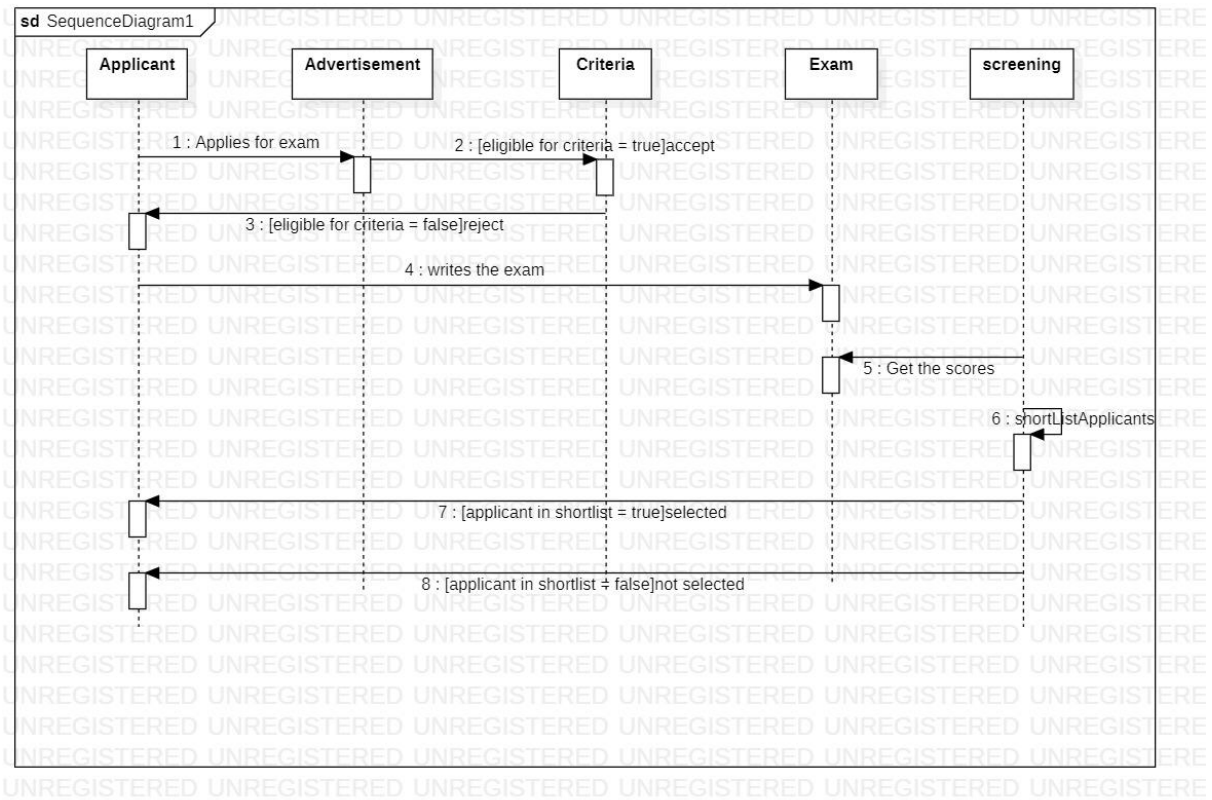 sd SequenceDiagram1
Applicant
Advertisement
Criteria
Exam
screening
1 : Applies for exam
2 : [eligible for criteria = true]accept
3 : [eligible for criteria = false]reject
4 : writes the exam
5 : Get the scores
6 : shortListApplicants
7 : [applicant in shortlist = true]selected
8 : [applicant in shortlist = false]not selected
UNREGISTERED